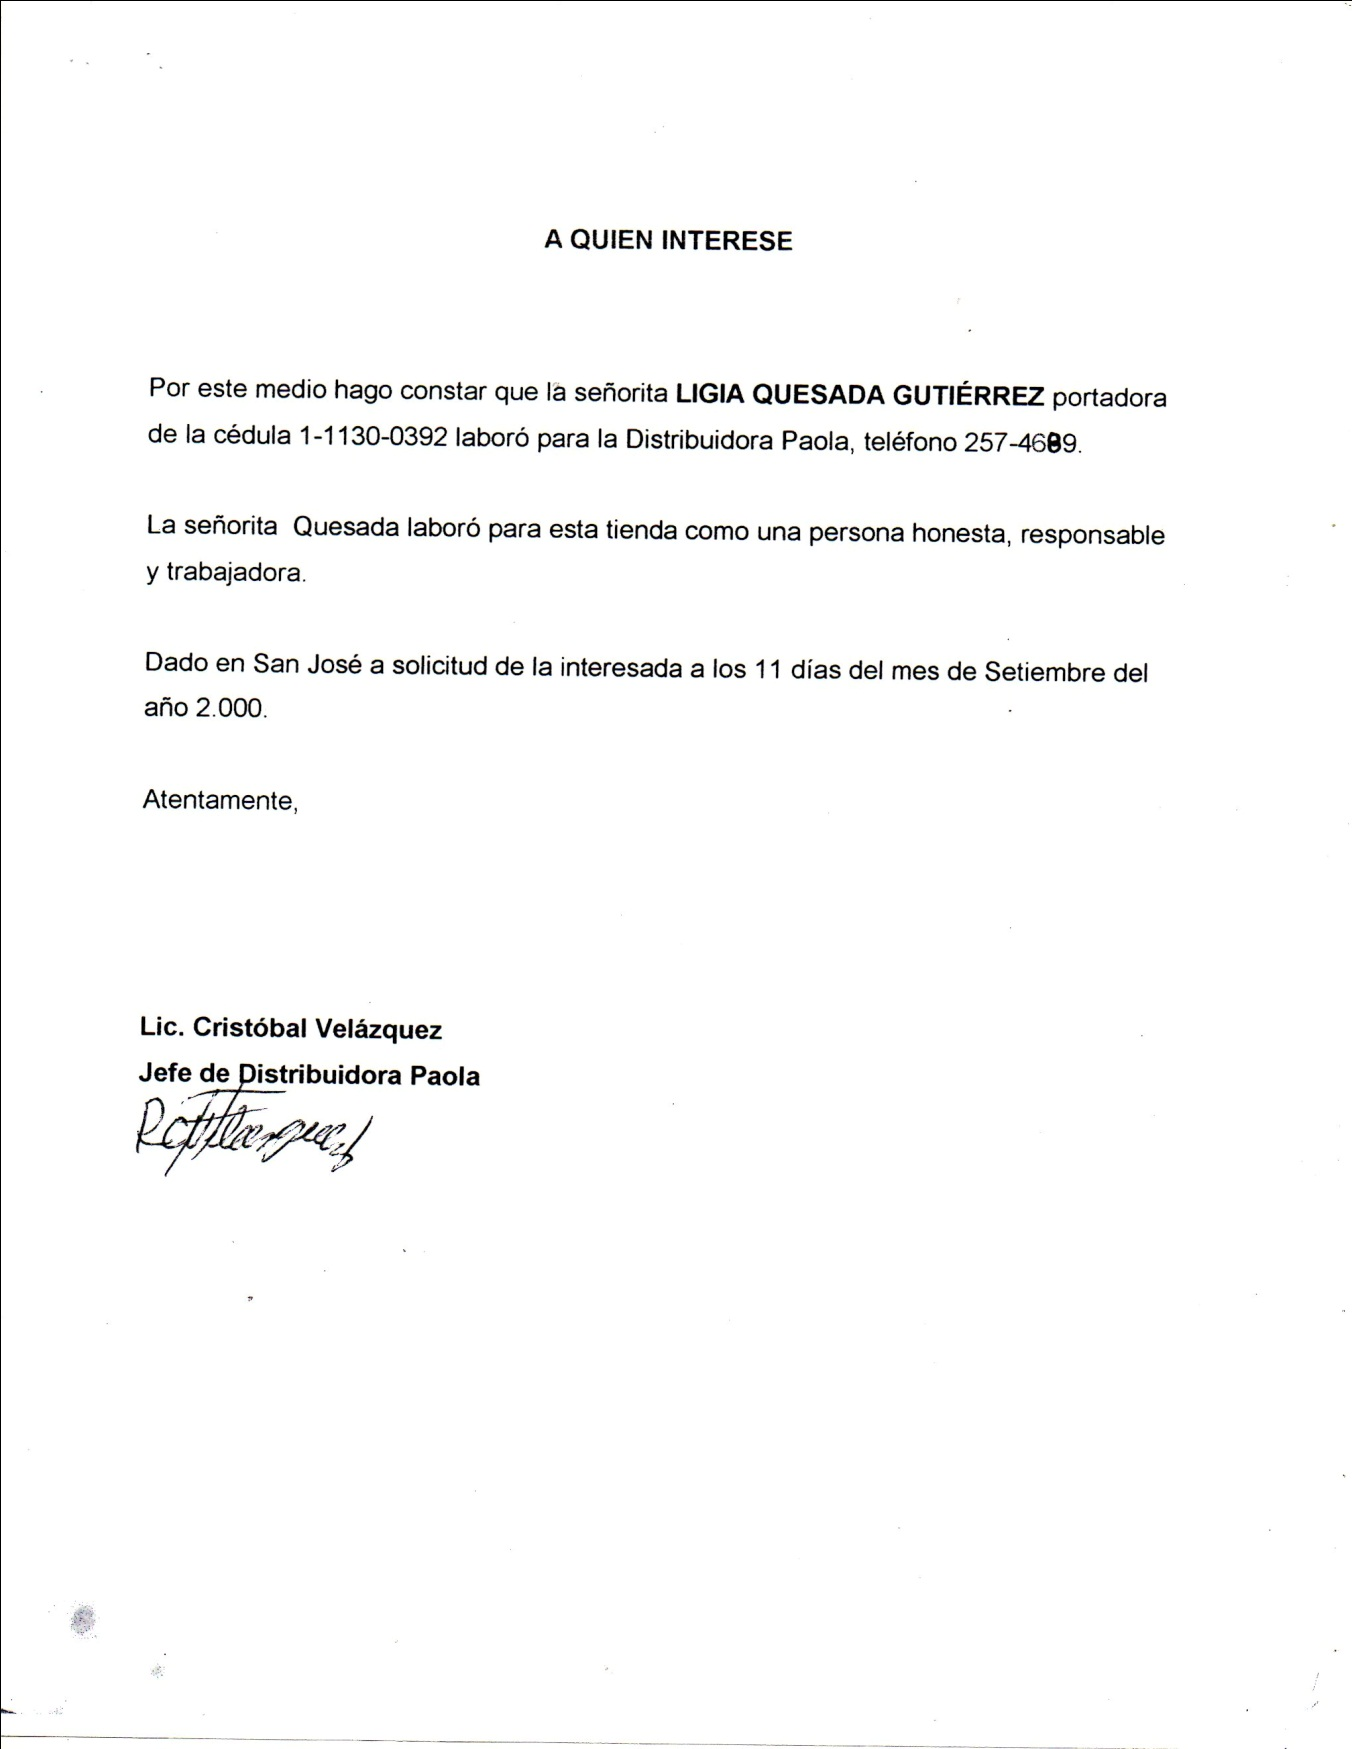 A QUIEN INTERESE
Por este medio hago constar que la señorita LIGIA QUESADA GUTIÉRREZ portadora
de la cédula 1-1130-0392 laboró para la Distribuidora Paola, teléfono 257-4689.
La señorita  Quesada laboró para esta tienda como una persona honesta, responsable
y trabajadora.
Dado en San José a solicitud de la interesada a los 11 días del mes de Setiembre del
año 2.000.
Atentamente,
Lic. Cristóbal Velázquez
Jefe de Distribuidora Paola